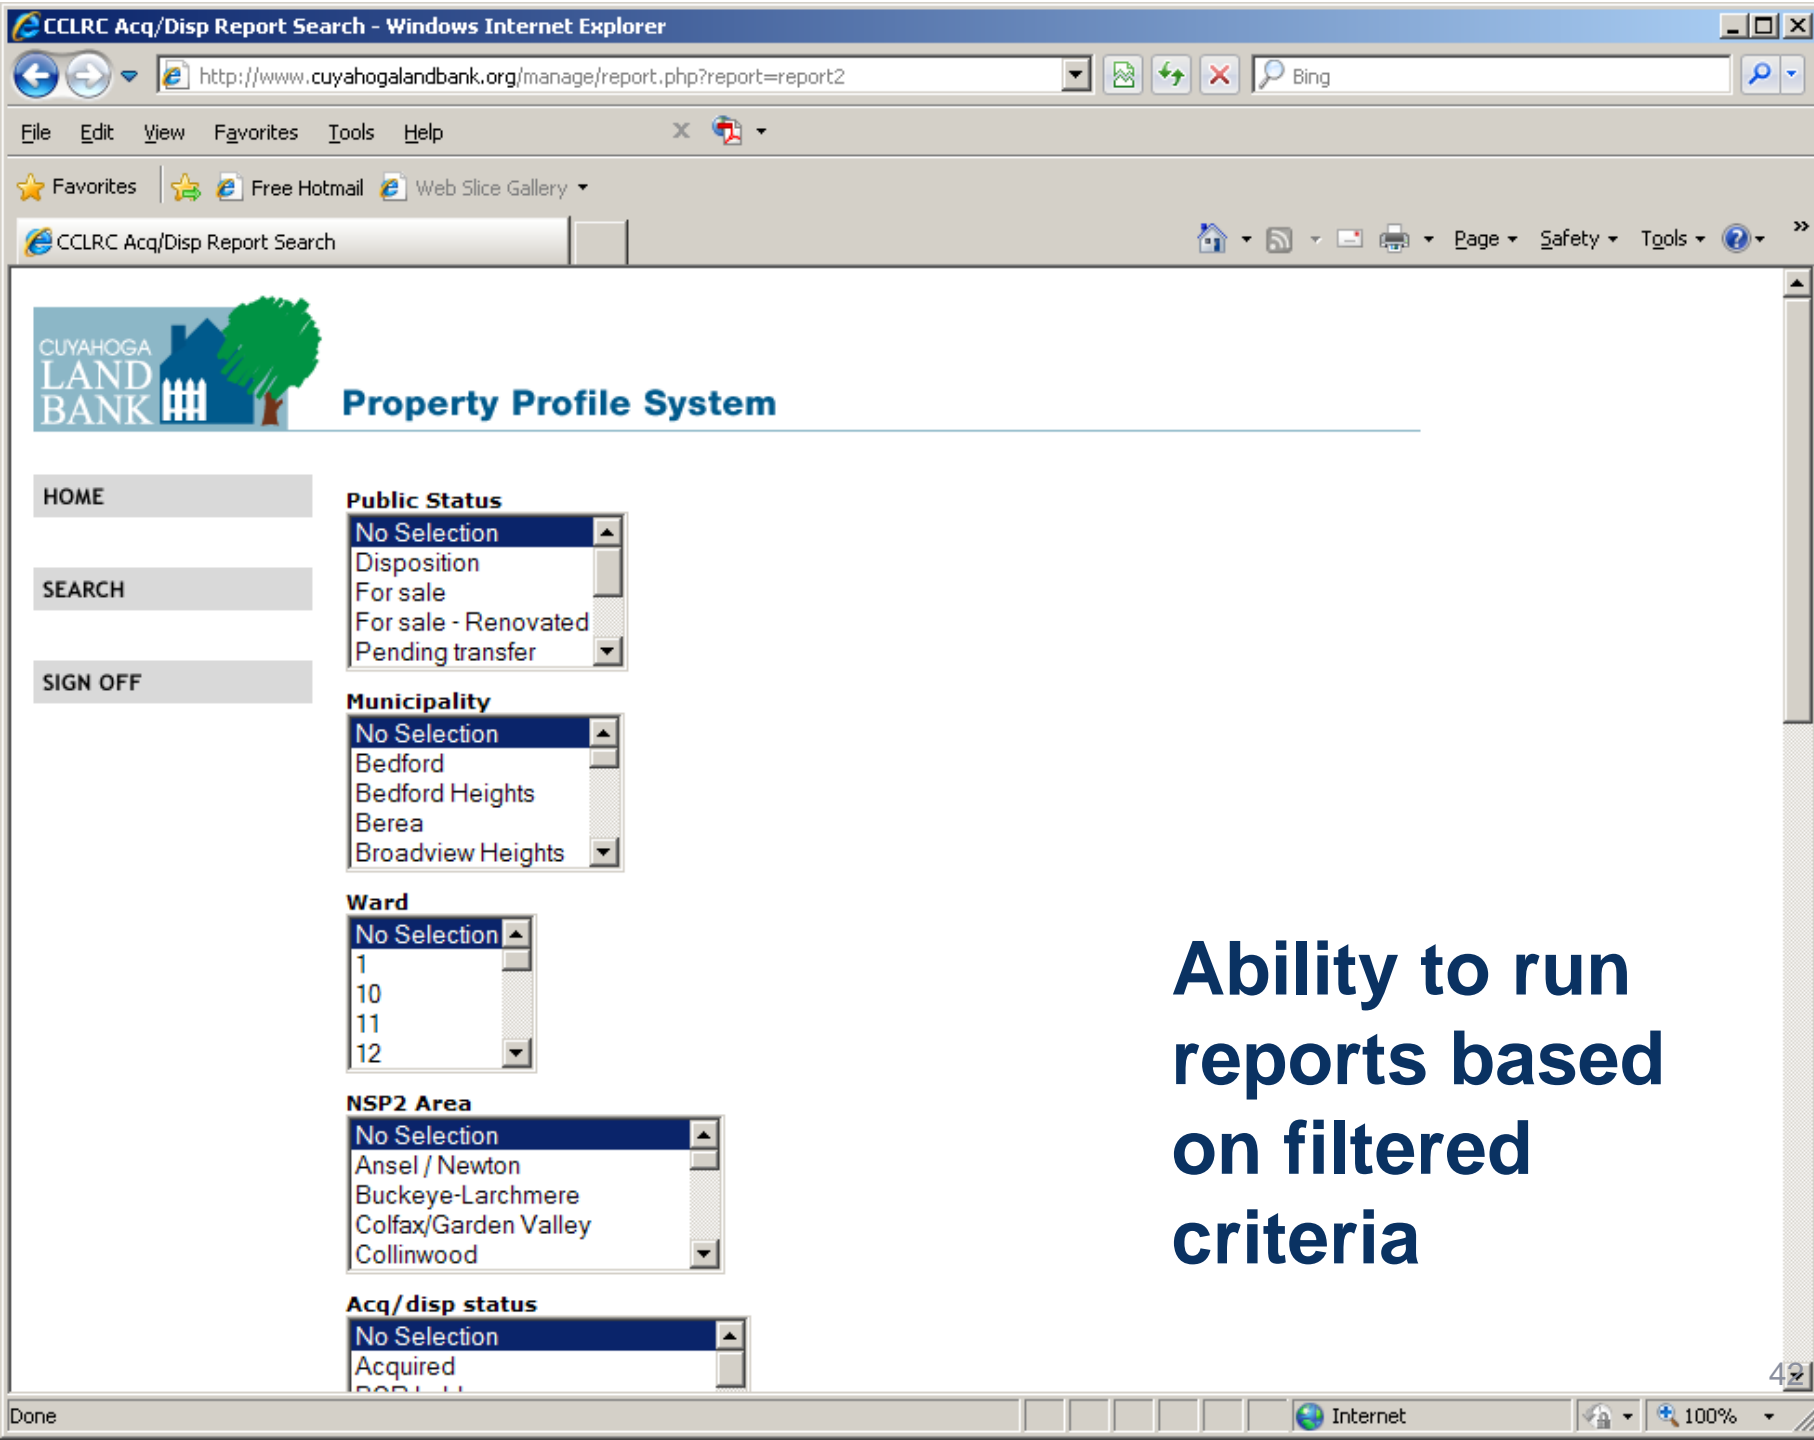 CCLRC Acq/Disp Report Search - Windows Internet Explorer
http://www.cuyahogalandbank.org/manage/report.php?report=report2
Bing
File Edit View Favorites Tools Help
Favorites Free Hotmail Web Slice Gallery
CCLRC Acq/Disp Report Search
Page Safety Tools
CUYAHOGA
LAND
BANK
Property Profile System
HOME
SEARCH
SIGN OFF
Public Status
No Selection
Disposition
For sale
For sale - Renovated
Pending transfer
Municipality
No Selection
Bedford
Bedford Heights
Berea
Broadview Heights
Ward
No Selection
1
10
11
12
NSP2 Area
No Selection
Ansel / Newton
Buckeye-Larchmere
Colfax/Garden Valley
Collinwood
Acq/disp status
No Selection
Acquired
Ability to run
reports based
on filtered
criteria
42
Done
Internet
100%